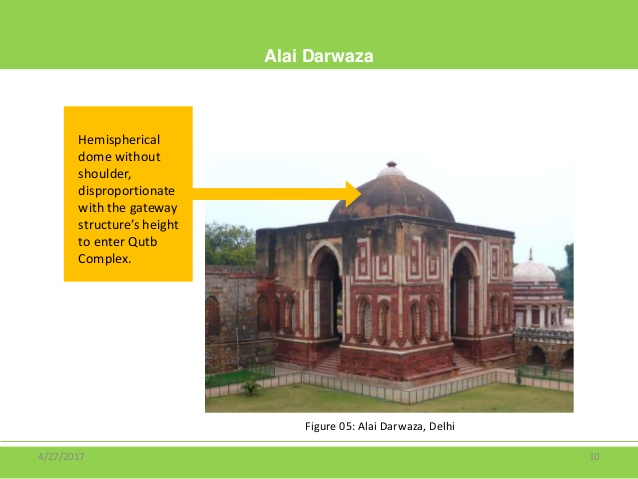 Alai Darwaza
Hemispherical
dome without
shoulder,
disproportionate
with the gateway
structure's height
to enter Qutb
Complex.
Figure 05: Alai Darwaza, Delhi
4/27/2017
10